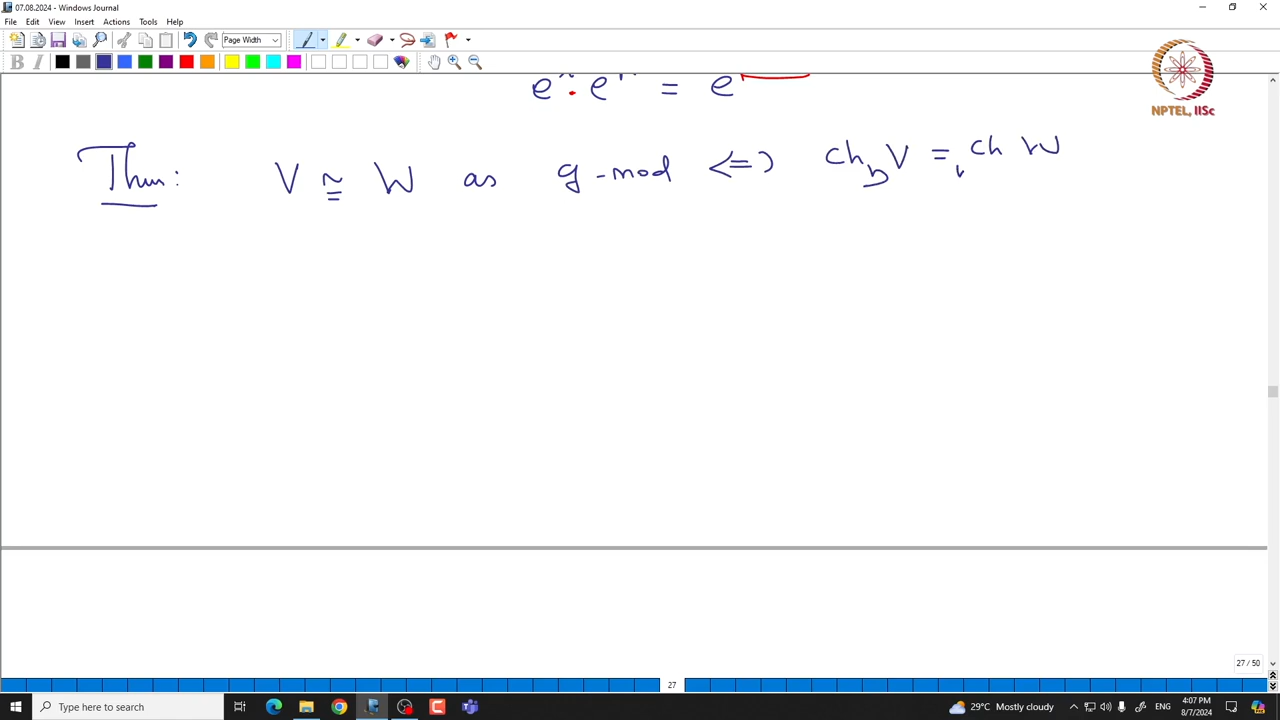 07.08.2024 - Windows Journal
File Edit View Insert Actions Tools Help
Page Width
B I
NPTEL, IISc
e · e = e
Thm: V ≅ W as g-mod <=> Ch_h V = ch W
27 / 50
27
Type here to search
29°C Mostly cloudy
ENG
4:07 PM
8/7/2024